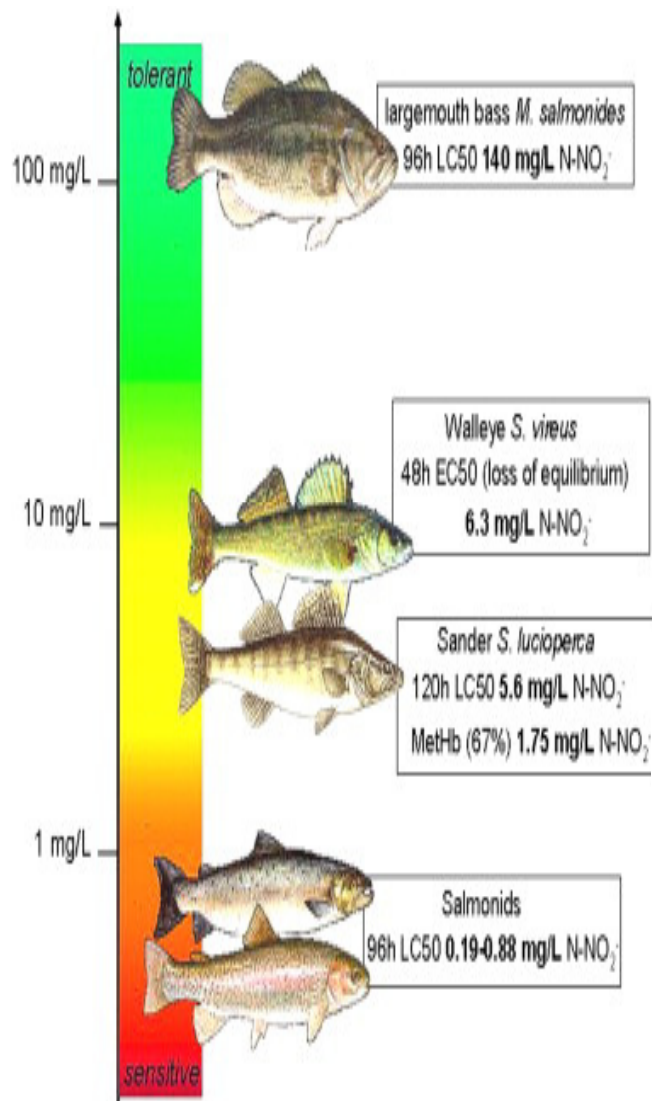 tolerant
largemouth bass M. salmonides
96h LC50 140 mg/L N-NO₂⁻
100 mg/L
Walleye S. vireus
48h EC50 (loss of equilibrium)
6.3 mg/L N-NO₂⁻
10 mg/L
Sander S. lucioperca
120h LC50 5.6 mg/L N-NO₂⁻
MetHb (67%) 1.75 mg/L N-NO₂⁻
1 mg/L
Salmonids
96h LC50 0.19-0.88 mg/L N-NO₂⁻
sensitive